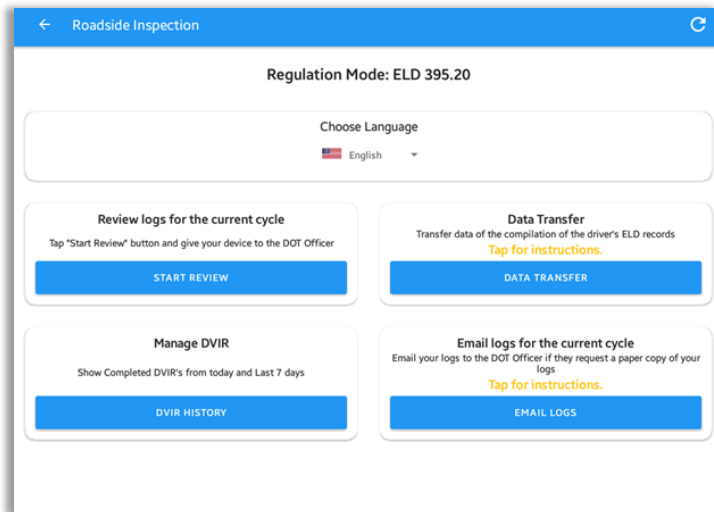 Roadside Inspection
Regulation Mode: ELD 395.20
Choose Language
English
Review logs for the current cycle
Tap "Start Review" button and give your device to the DOT Officer
START REVIEW
Data Transfer
Transfer data of the compilation of the driver's ELD records
Tap for instructions.
DATA TRANSFER
Manage DVIR
Show Completed DVIR's from today and Last 7 days
DVIR HISTORY
Email logs for the current cycle
Email your logs to the DOT Officer if they request a paper copy of your
logs
Tap for instructions.
EMAIL LOGS